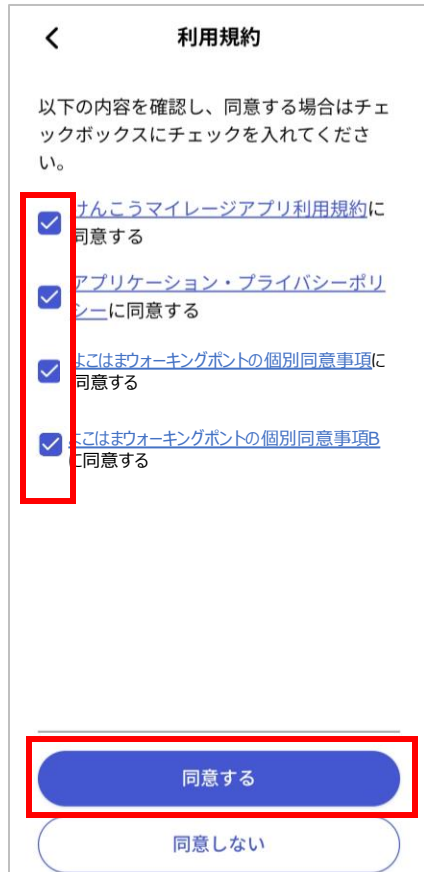 利用規約
以下の内容を確認し、同意する場合はチェ
ックボックスにチェックを入れてくださ
い。
けんこうマイレージアプリ利用規約に
同意する
アプリケーション・プライバシーポリ
シーに同意する
よこはまウォーキングポントの個別同意事項に
同意する
よこはまウォーキングポントの個別同意事項B
に同意する
同意する
同意しない